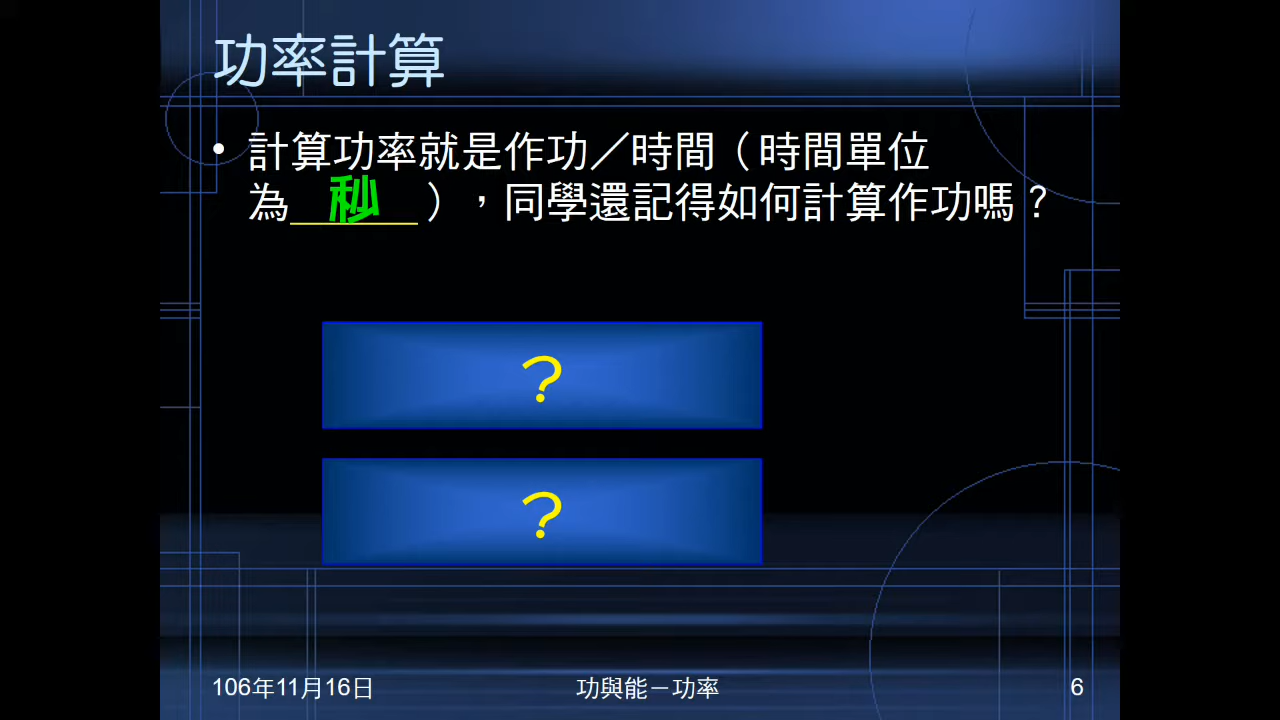 功率計算
• 計算功率就是作功／時間（時間單位
為 秒 ），同學還記得如何計算作功嗎？
？
？
106年11月16日 功與能－功率 6